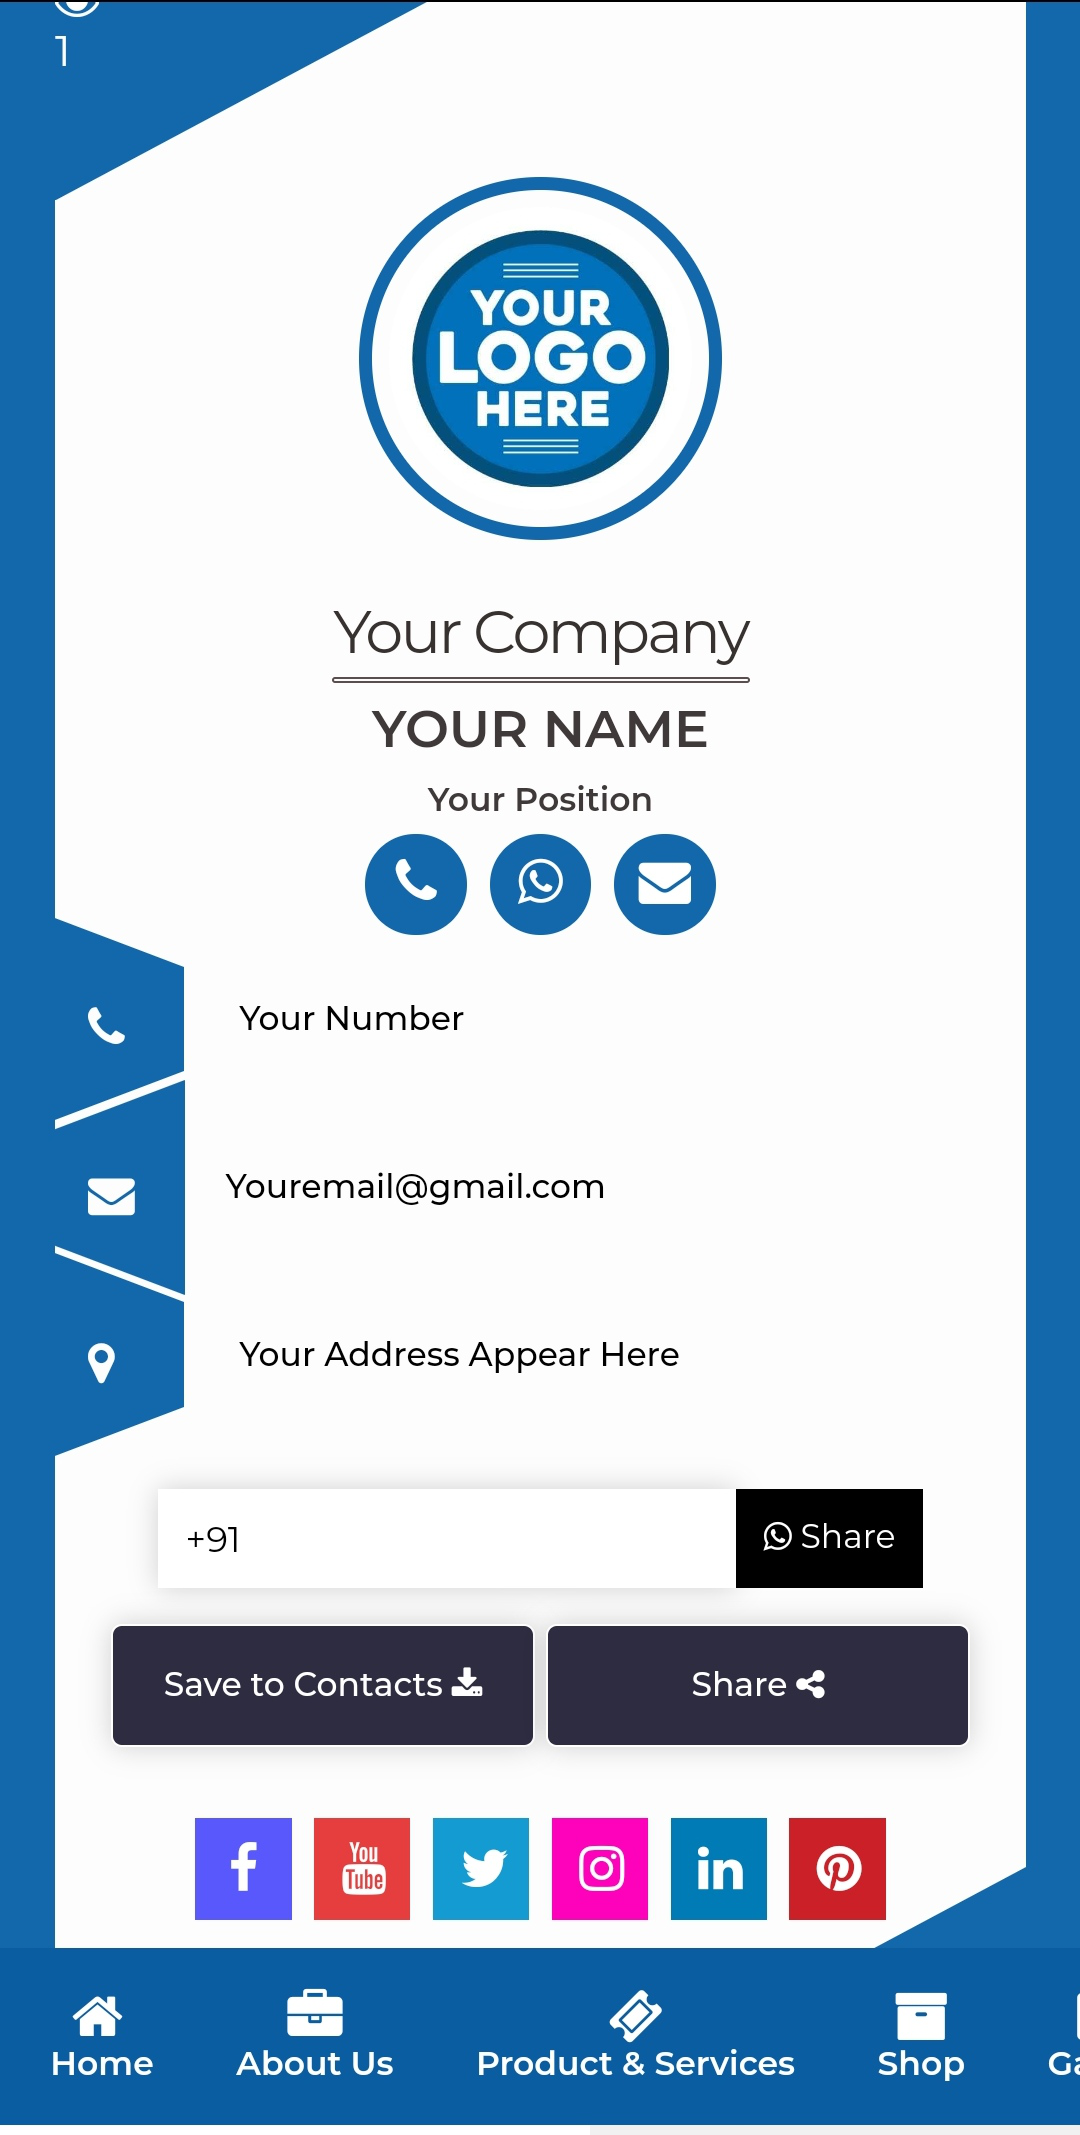 1
YOUR
LOGO
HERE
Your Company
YOUR NAME
Your Position
Your Number
Youremail@gmail.com
Your Address Appear Here
+91
Share
Save to Contacts
Share
You
Tube
in
Home
About Us
Product & Services
Shop
Ga